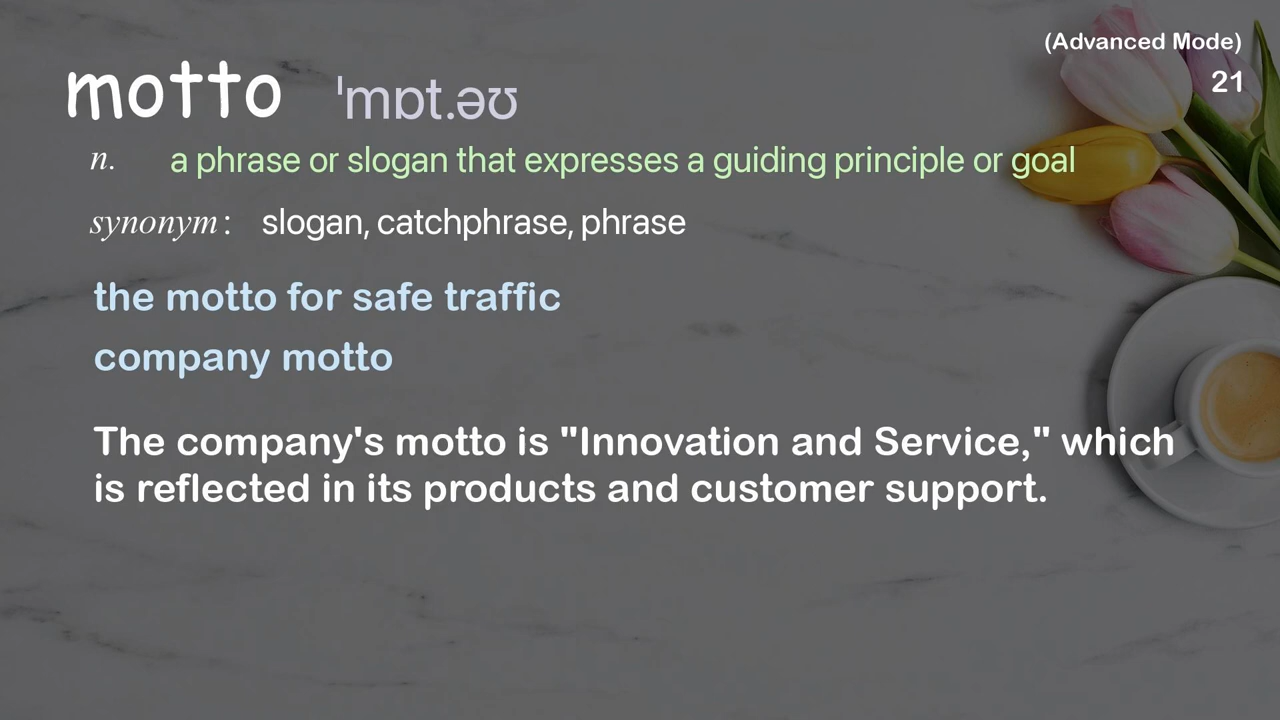 (Advanced Mode)
21
motto ˈmɒt.əʊ
n. a phrase or slogan that expresses a guiding principle or goal
synonym: slogan, catchphrase, phrase
the motto for safe traffic
company motto
The company's motto is "Innovation and Service," which
is reflected in its products and customer support.